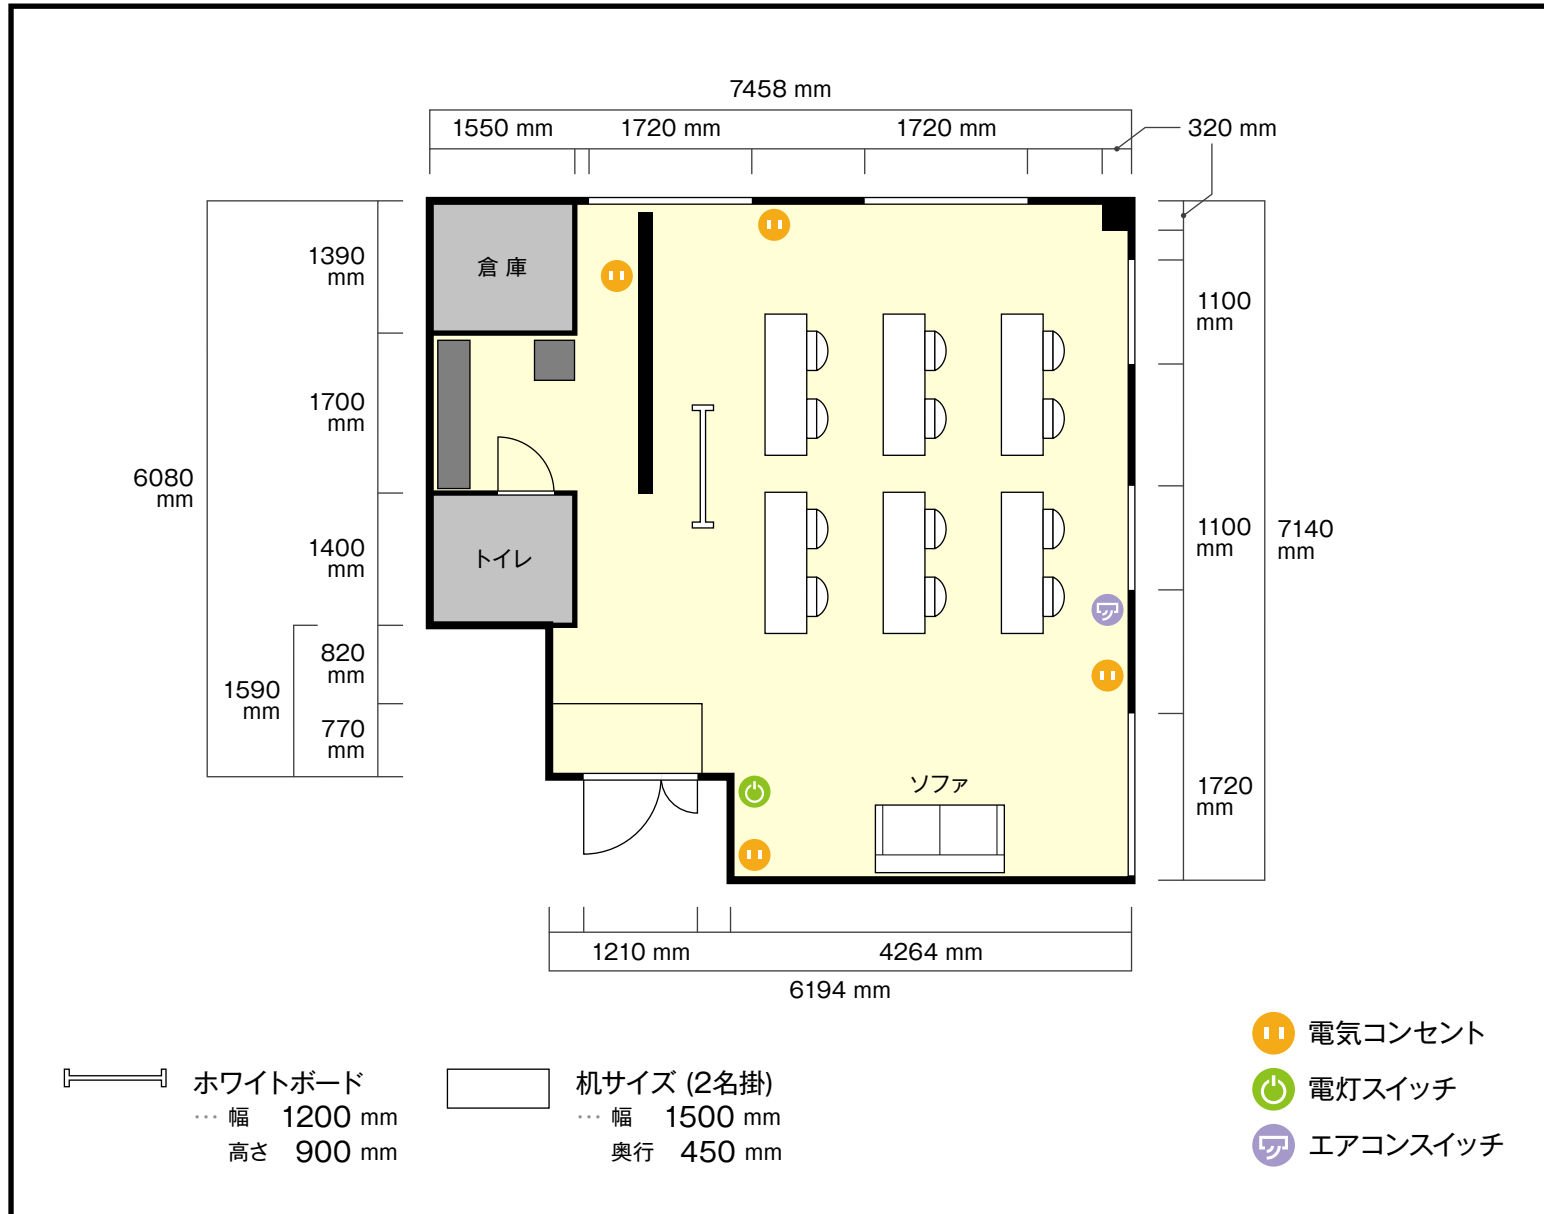 7458 mm
1550 mm
1720 mm
1720 mm
320 mm
1390
mm
倉庫
1100
mm
1700
mm
6080
mm
1400
mm
トイレ
1100
mm
7140
mm
820
mm
1590
mm
770
mm
ソファ
1720
mm
1210 mm
4264 mm
6194 mm
ホワイトボード
… 幅 1200 mm
高さ 900 mm
机サイズ (2名掛)
… 幅 1500 mm
奥行 450 mm
電気コンセント
電灯スイッチ
エアコンスイッチ